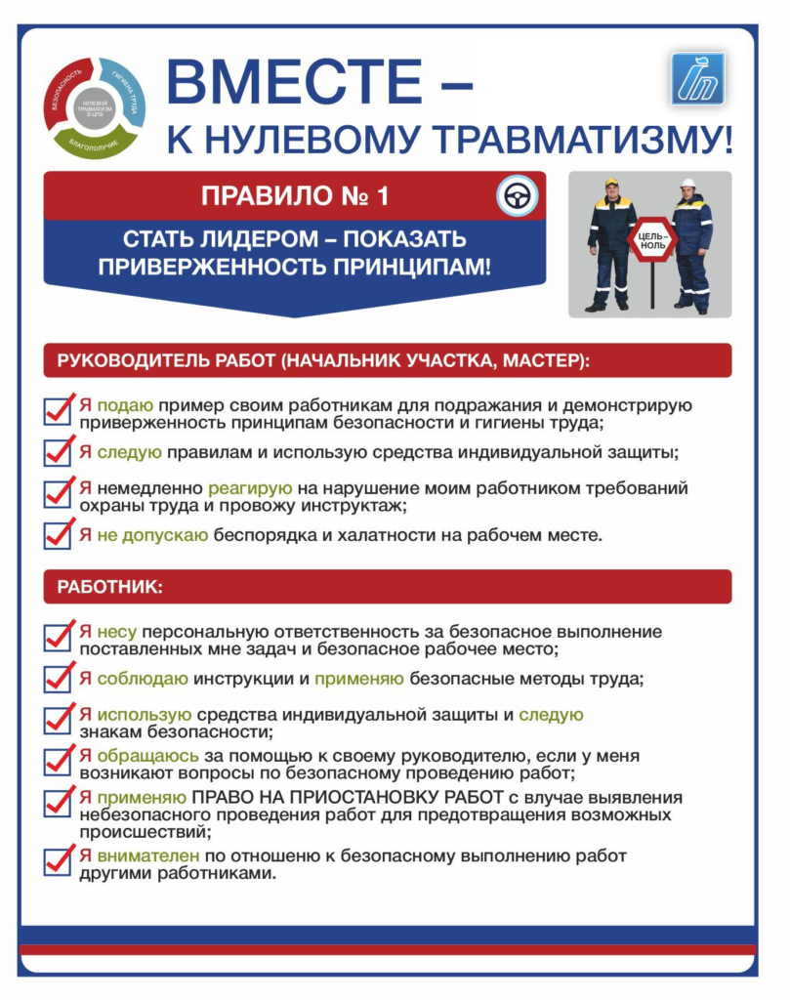 БЕЗОПАСНОСТЬ
ГИГИЕНА ТРУДА
НУЛЕВОЙ
ТРАВМАТИЗМ
В ЦПБ
БЛАГОПОЛУЧИЕ
ВМЕСТЕ –
К НУЛЕВОМУ ТРАВМАТИЗМУ!
ПРАВИЛО № 1
СТАТЬ ЛИДЕРОМ – ПОКАЗАТЬ
ПРИВЕРЖЕННОСТЬ ПРИНЦИПАМ!
ЦЕЛЬ–
НОЛЬ
РУКОВОДИТЕЛЬ РАБОТ (НАЧАЛЬНИК УЧАСТКА, МАСТЕР):
Я подаю пример своим работникам для подражания и демонстрирую
приверженность принципам безопасности и гигиены труда;
Я следую правилам и использую средства индивидуальной защиты;
Я немедленно реагирую на нарушение моим работником требований
охраны труда и провожу инструктаж;
Я не допускаю беспорядка и халатности на рабочем месте.
РАБОТНИК:
Я несу персональную ответственность за безопасное выполнение
поставленных мне задач и безопасное рабочее место;
Я соблюдаю инструкции и применяю безопасные методы труда;
Я использую средства индивидуальной защиты и следую
знакам безопасности;
Я обращаюсь за помощью к своему руководителю, если у меня
возникают вопросы по безопасному проведению работ;
Я применяю ПРАВО НА ПРИОСТАНОВКУ РАБОТ с влучае выявления
небезопасного проведения работ для предотвращения возможных
происшествий;
Я внимателен по отношеню к безопасному выполнению работ
другими работниками.